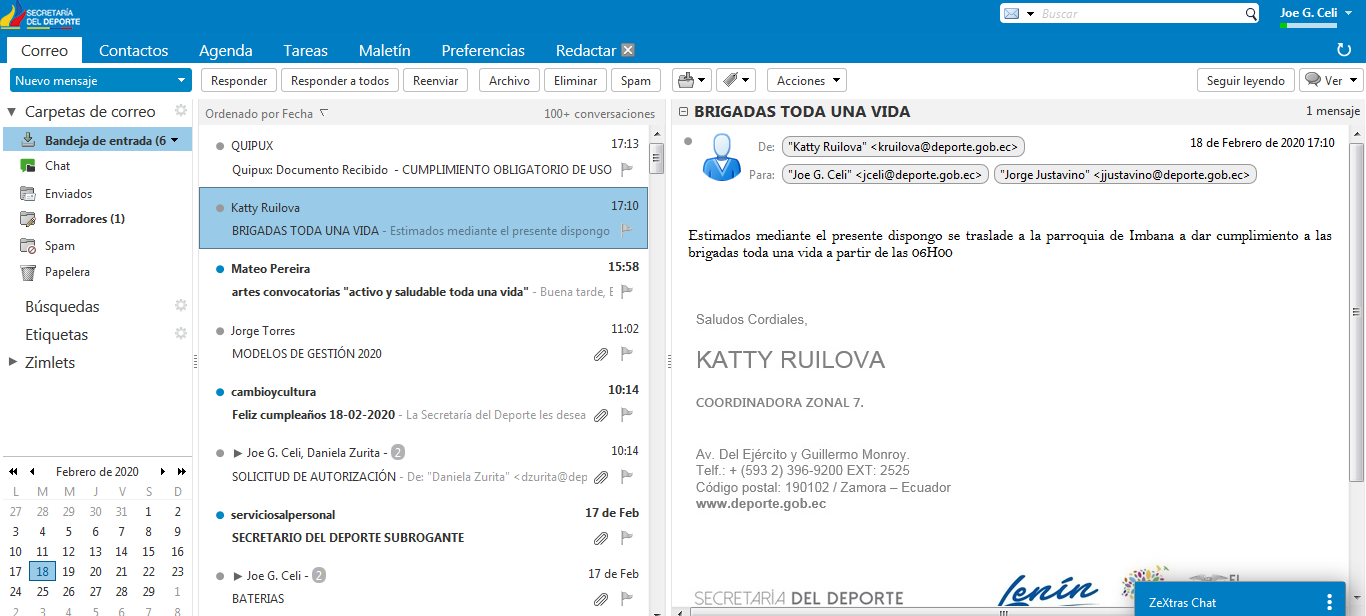 SECRETARÍA
DEL DEPORTE
Buscar
Joe G. Celi
Correo Contactos Agenda Tareas Maletín Preferencias Redactar
Nuevo mensaje
Responder Responder a todos Reenviar Archivo Eliminar Spam Acciones Seguir leyendo Ver
Carpetas de correo
Bandeja de entrada (6
Chat
Enviados
Borradores (1)
Spam
Papelera
Búsquedas
Etiquetas
Zimlets
Febrero de 2020
L M M J V S D
27 28 29 30 31 1 2
3 4 5 6 7 8 9
10 11 12 13 14 15 16
17 18 19 20 21 22 23
24 25 26 27 28 29 1
2 3 4 5 6 7 8
Ordenado por Fecha 100+ conversaciones
QUIPUX 17:13
Quipux: Documento Recibido - CUMPLIMIENTO OBLIGATORIO DE USO
Katty Ruilova 17:10
BRIGADAS TODA UNA VIDA - Estimados mediante el presente dispongo
Mateo Pereira 15:58
artes convocatorias "activo y saludable toda una vida" - Buena tarde, E
Jorge Torres 11:02
MODELOS DE GESTIÓN 2020
cambioycultura 10:14
Feliz cumpleaños 18-02-2020 - La Secretaría del Deporte les desea
Joe G. Celi, Daniela Zurita - 2 10:14
SOLICITUD DE AUTORIZACIÓN - De: "Daniela Zurita" <dzurita@dep
serviciosalpersonal 17 de Feb
SECRETARIO DEL DEPORTE SUBROGANTE
Joe G. Celi - 2 17 de Feb
BATERIAS
BRIGADAS TODA UNA VIDA 1 mensaje
De: "Katty Ruilova" <kruilova@deporte.gob.ec> 18 de Febrero de 2020 17:10
Para: "Joe G. Celi" <jceli@deporte.gob.ec> "Jorge Justavino" <jjustavino@deporte.gob.ec>
Estimados mediante el presente dispongo se traslade a la parroquia de Imbana a dar cumplimiento a las
brigadas toda una vida a partir de las 06H00
Saludos Cordiales,
KATTY RUILOVA
COORDINADORA ZONAL 7.
Av. Del Ejército y Guillermo Monroy.
Telf.: + (593 2) 396-9200 EXT: 2525
Código postal: 190102 / Zamora – Ecuador
www.deporte.gob.ec
SECRETARÍA DEL DEPORTE Lenín EL
ZeXtras Chat